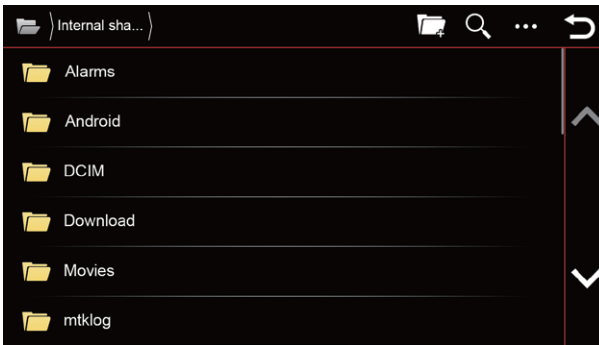 Internal sha...
Alarms
Android
DCIM
Download
Movies
mtklog